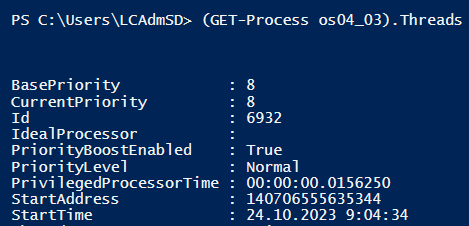 PS C:\Users\LCAdmSD> (GET-Process os04_03).Threads
BasePriority : 8
CurrentPriority : 8
Id : 6932
IdealProcessor :
PriorityBoostEnabled : True
PriorityLevel : Normal
PrivilegedProcessorTime : 00:00:00.0156250
StartAddress : 140706555635344
StartTime : 24.10.2023 9:04:34